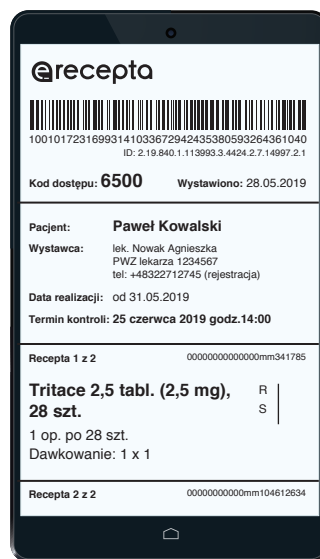 erecepta
10010172316993141033672942435380593264361040
ID: 2.19.840.1.113993.3.4424.2.7.14997.2.1
Kod dostępu: 6500 Wystawiono: 28.05.2019
Pacjent: Paweł Kowalski
Wystawca: lek. Nowak Agnieszka
PWZ lekarza 1234567
tel: +48322712745 (rejestracja)
Data realizacji: od 31.05.2019
Termin kontroli: 25 czerwca 2019 godz.14:00
Recepta 1 z 2 00000000000000mm341785
Tritace 2,5 tabl. (2,5 mg), R
28 szt. S
1 op. po 28 szt.
Dawkowanie: 1 x 1
Recepta 2 z 2 00000000000mm104612634